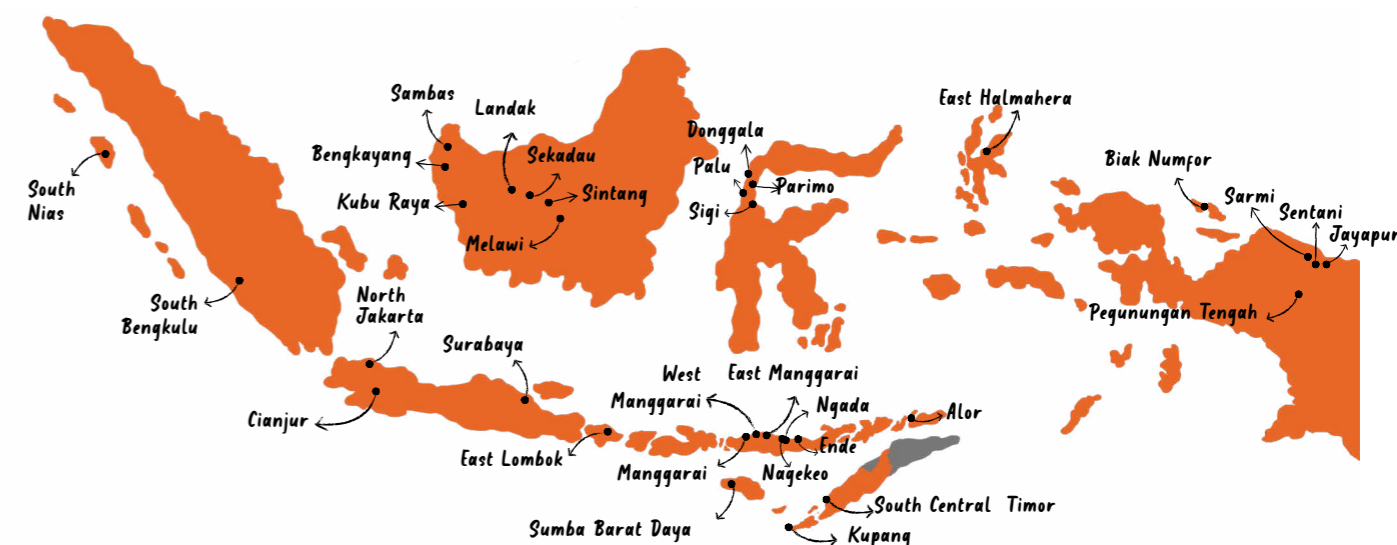 Sambas
Landak
Bengkayang
Sekadau
Sintang
Kubu Raya
Melawi
South
Nias
South
Bengkulu
North
Jakarta
Cianjur
Surabaya
East Lombok
Donggala
Palu
Parimo
Sigi
East Halmahera
Biak Numfor
Sarmi
Sentani
Jayapur
Pegunungan Tengah
West
Manggarai
East Manggarai
Ngada
Ende
Manggarai
Nagekeo
Alor
Sumba Barat Daya
South Central Timor
Kupang